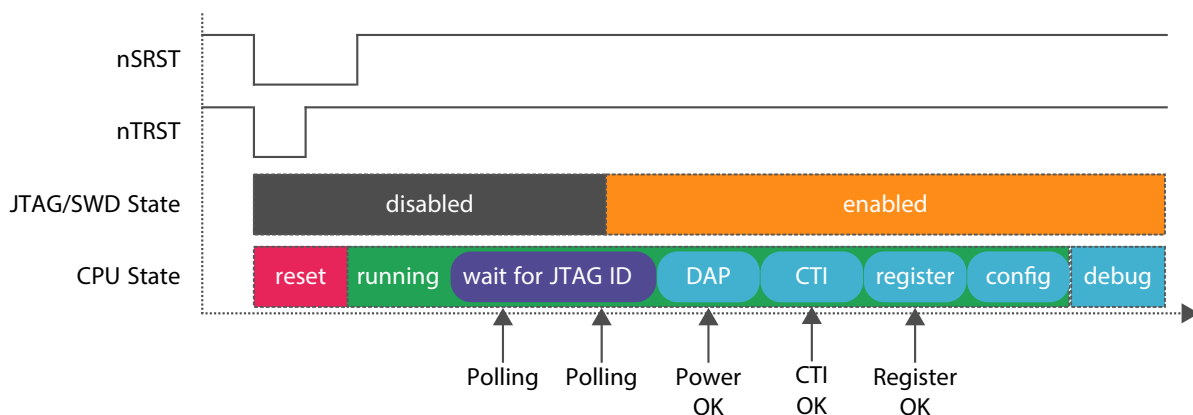 nSRST
nTRST
JTAG/SWD State
disabled
enabled
CPU State
reset
running
wait for JTAG ID
DAP
CTI
register
config
debug
Polling
Polling
Power
OK
CTI
OK
Register
OK